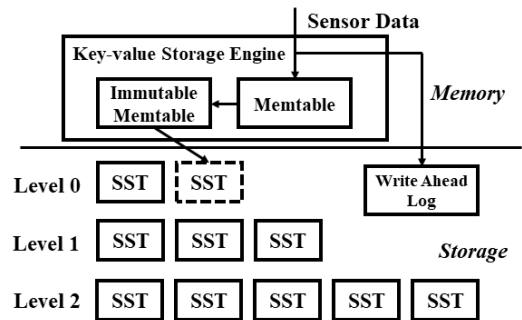 Sensor Data
Key-value Storage Engine
Immutable
Memtable
Memtable
Memory
Level 0
SST
SST
Write Ahead
Log
Level 1
SST
SST
SST
Storage
Level 2
SST
SST
SST
SST
SST